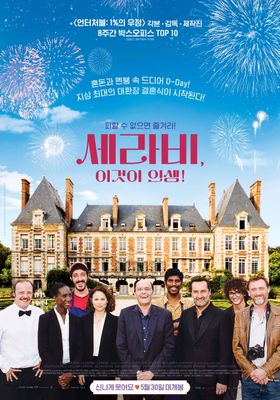 <언터처블: 1%의 우정> 각본·감독·제작진
8주간 박스오피스 TOP 10
혼돈과 멘붕 속 드디어 D-Day!
지상 최대의 대환장 결혼식이 시작된다!
피할 수 없으면 즐겨라!
세라비,
이것이 인생!
신나게 웃어요 ♥ 5월 30일 대개봉